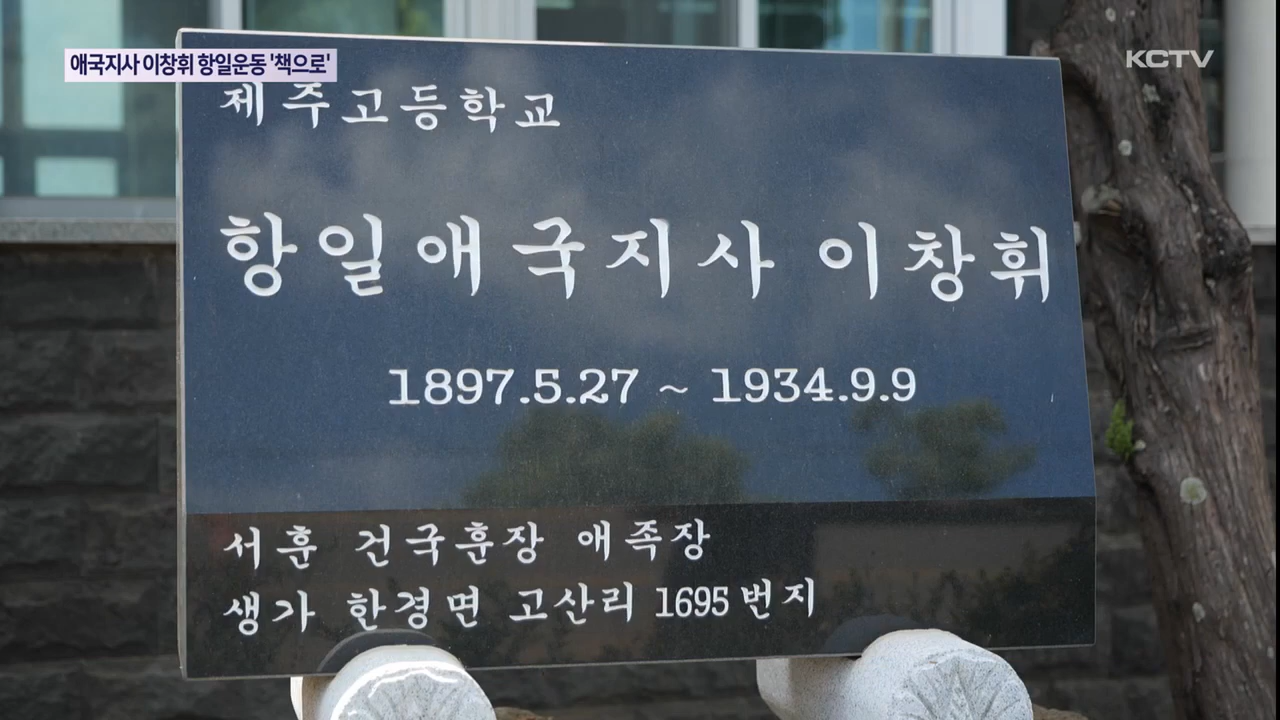 애국지사 이창휘 항일운동 '책으로'
KCTV
제주고등학교
항일애국지사 이창휘
1897.5.27 ~ 1934.9.9
서훈 건국훈장 애족장
생가 한경면 고산리 1695번지